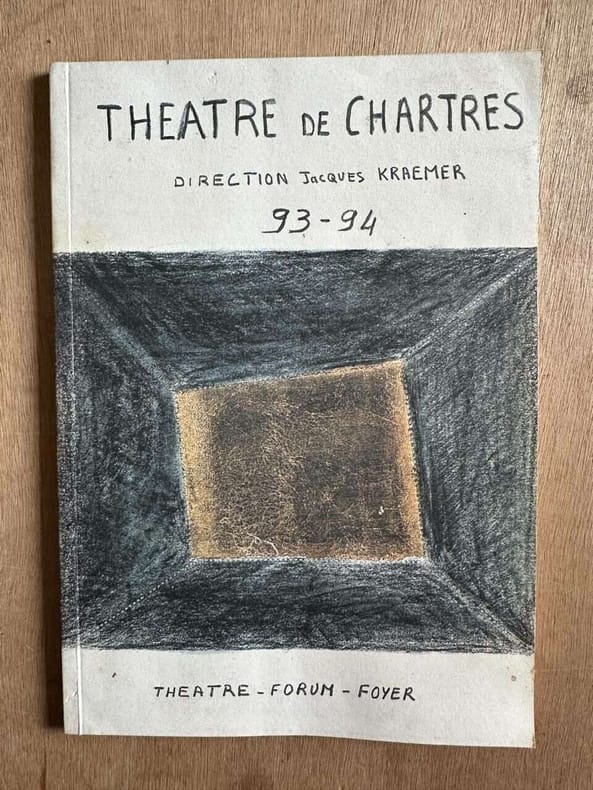 THEATRE DE CHARTRES
DIRECTION JACQUES KRAEMER
93-94
THEATRE - FORUM - FOYER